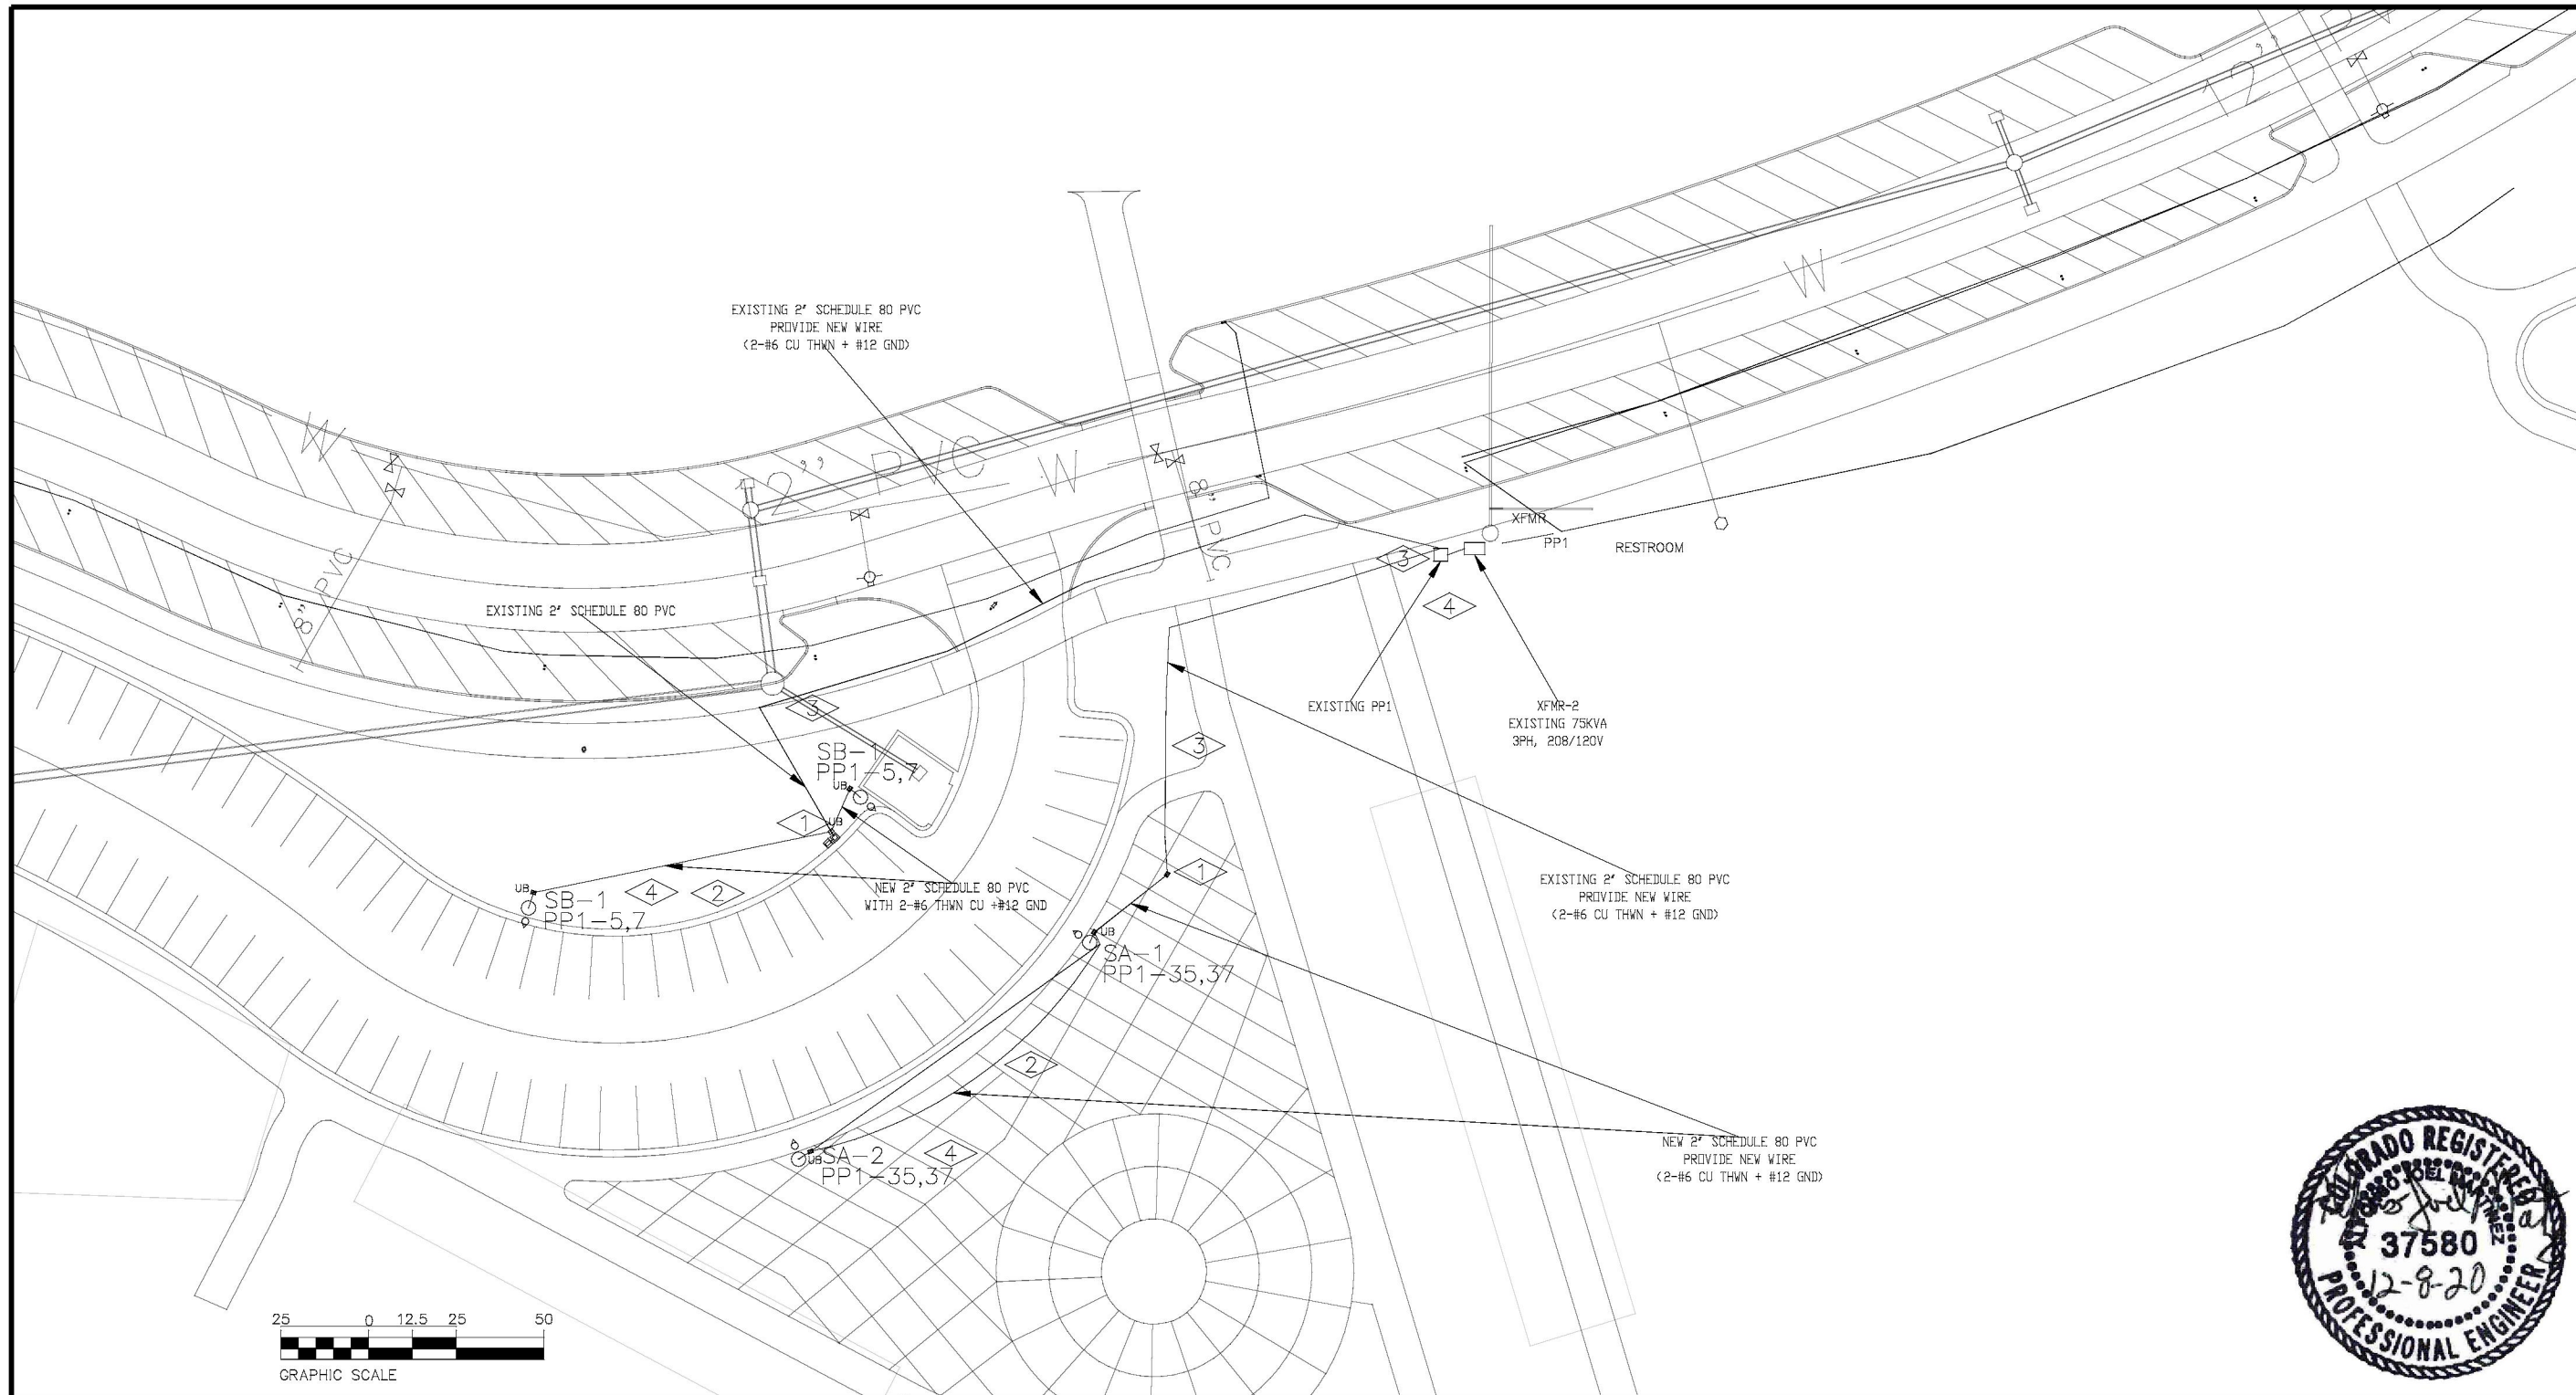 12"
W
EXISTING 2" SCHEDULE 80 PVC
PROVIDE NEW WIRE
(2-#6 CU THWN + #12 GND)
W
12" PVC
W
8" PVC
8" PVC
XFMR
PP1
RESTROOM
3
4
EXISTING 2" SCHEDULE 80 PVC
EXISTING PP1
XFMR-2
EXISTING 75KVA
3PH, 208/120V
3
3
SB-1
PP1-5,7
UB
1
UB
1
UB
SB-1
PP1-5,7
4
2
NEW 2" SCHEDULE 80 PVC
WITH 2-#6 THWN CU +#12 GND
EXISTING 2" SCHEDULE 80 PVC
PROVIDE NEW WIRE
(2-#6 CU THWN + #12 GND)
UB
SA-1
PP1-35,37
2
UB
SA-2
PP1-35,37
4
NEW 2" SCHEDULE 80 PVC
PROVIDE NEW WIRE
(2-#6 CU THWN + #12 GND)
25 0 12.5 25 50
GRAPHIC SCALE
COLORADO REGISTERED
ALFONSO JOEL MARTINEZ
37580
12-8-20
PROFESSIONAL ENGINEER